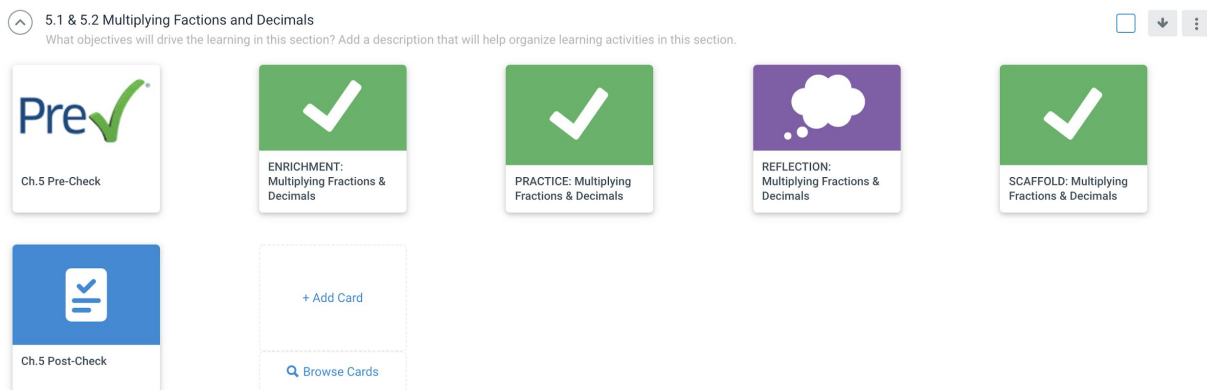 5.1 & 5.2 Multiplying Factions and Decimals
What objectives will drive the learning in this section? Add a description that will help organize learning activities in this section.
Pre
Ch.5 Pre-Check
ENRICHMENT:
Multiplying Fractions &
Decimals
PRACTICE: Multiplying
Fractions & Decimals
REFLECTION:
Multiplying Fractions &
Decimals
SCAFFOLD: Multiplying
Fractions & Decimals
Ch.5 Post-Check
+ Add Card
Browse Cards